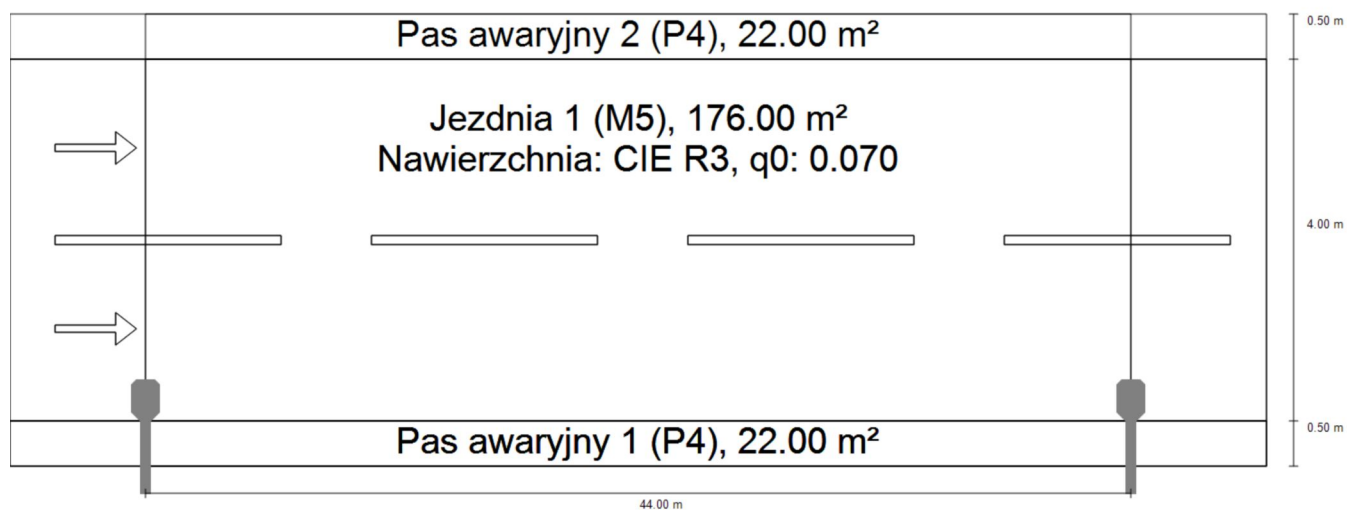 Pas awaryjny 2 (P4), 22.00 m²
0.50 m
Jezdnia 1 (M5), 176.00 m²
Nawierzchnia: CIE R3, q0: 0.070
4.00 m
Pas awaryjny 1 (P4), 22.00 m²
0.50 m
44.00 m